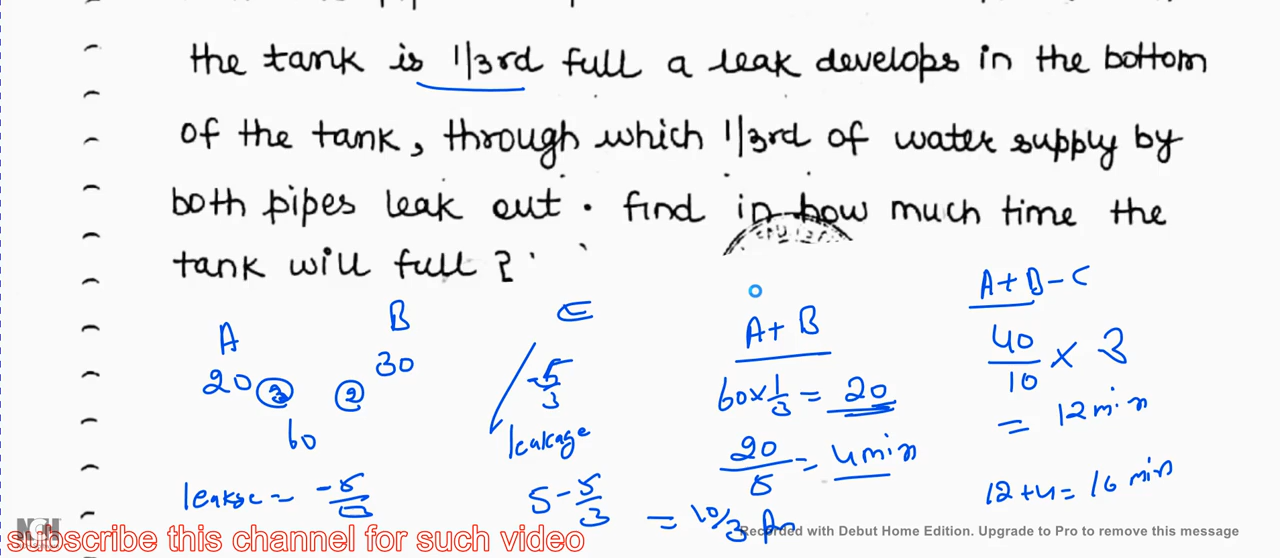 the tank is 1/3rd full a leak develops in the bottom
of the tank, through which 1/3rd of water supply by
both pipes leak out. find in how much time the
tank will full ?
A B C A+B A+B-C
20 3 2 30 -5/3 60×1/3 = 20 40/10 × 3
60 leakage 20/5 = 4min = 12min
5 - 5/3 = 10/3 12+4= 16 min
Recorded with Debut Home Edition. Upgrade to Pro to remove this message
subscribe this channel for such video